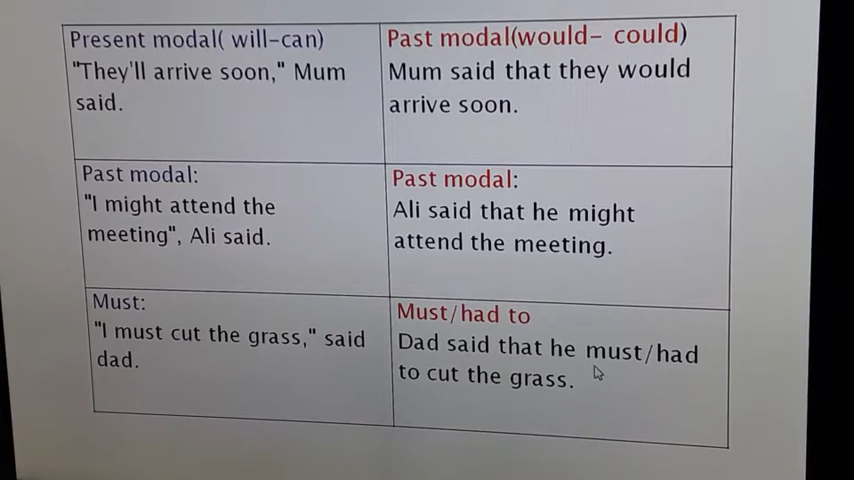 Present modal( will-can)
"They'll arrive soon," Mum
said.
Past modal(would- could)
Mum said that they would
arrive soon.
Past modal:
"I might attend the
meeting", Ali said.
Past modal:
Ali said that he might
attend the meeting.
Must:
"I must cut the grass," said
dad.
Must/had to
Dad said that he must/had
to cut the grass.